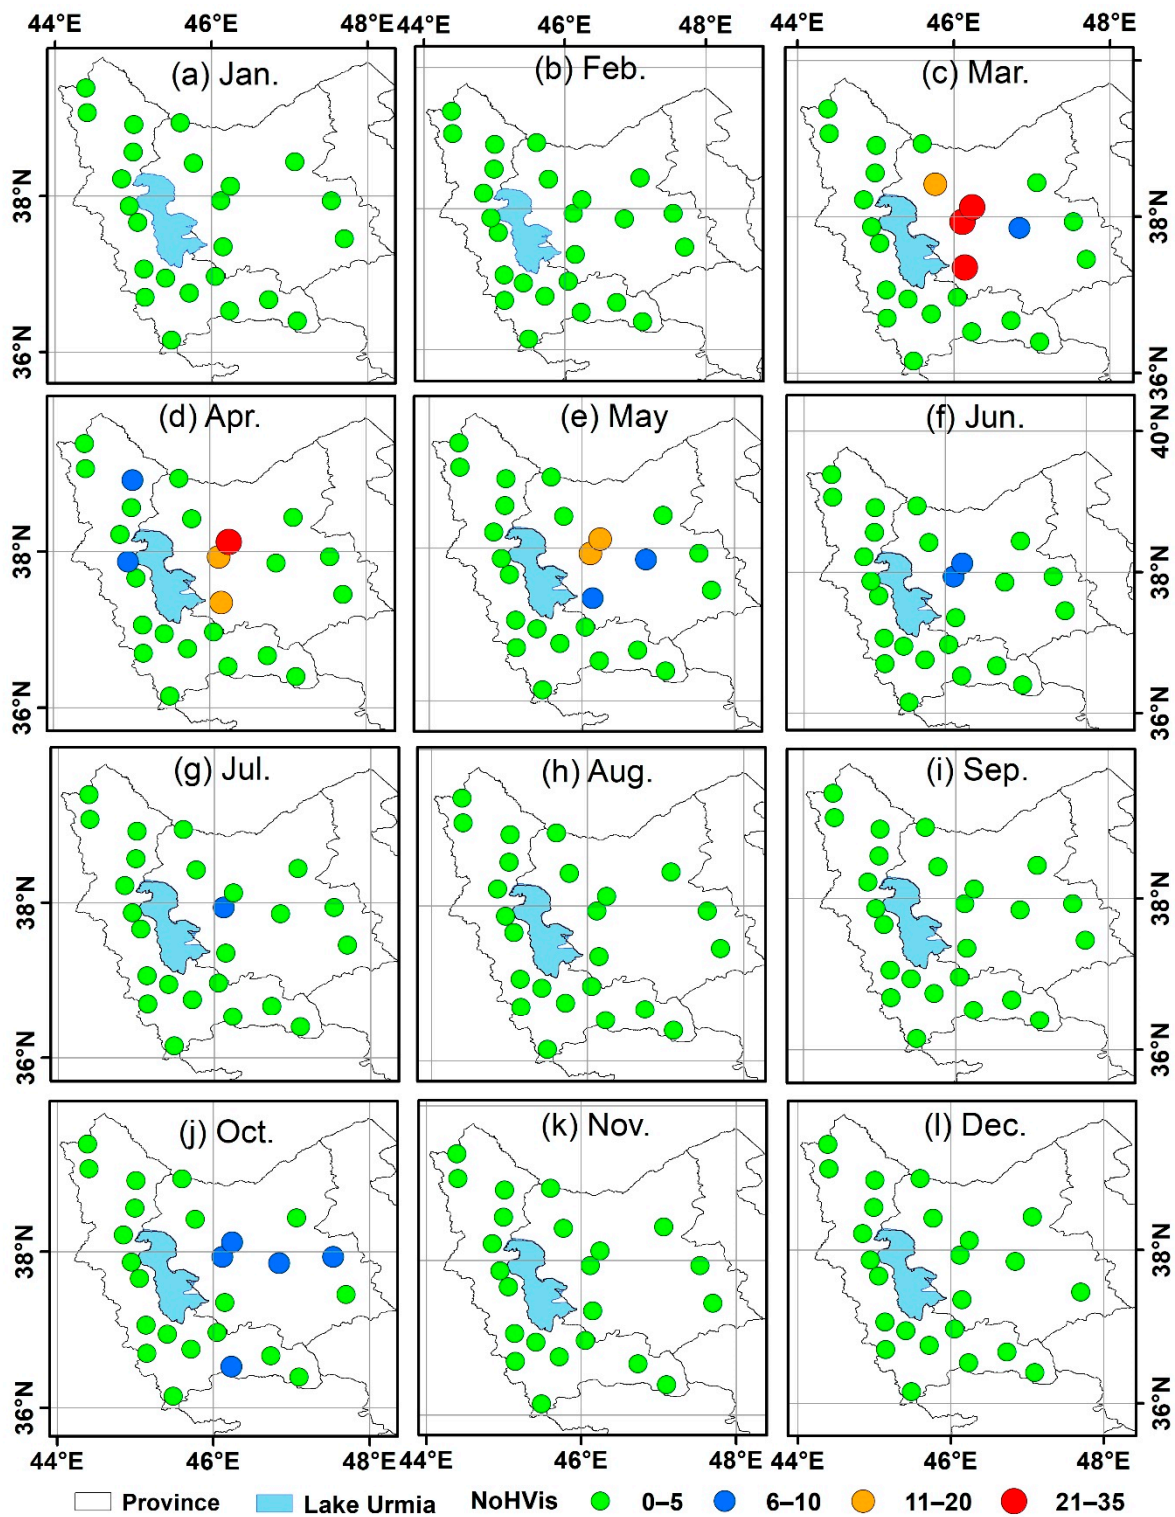 44°E 46°E 48°E 44°E 46°E 48°E 44°E 46°E 48°E
(a) Jan.
(b) Feb.
(c) Mar.
38°N
36°N
38°N
36°N
(d) Apr.
(e) May
(f) Jun.
38°N
36°N
40°N
38°N
36°N
(g) Jul.
(h) Aug.
(i) Sep.
38°N
36°N
38°N
36°N
(j) Oct.
(k) Nov.
(l) Dec.
38°N
36°N
38°N
36°N
44°E 46°E 48°E 44°E 46°E 48°E 44°E 46°E 48°E
Province Lake Urmia NoHVis 0–5 6–10 11–20 21–35